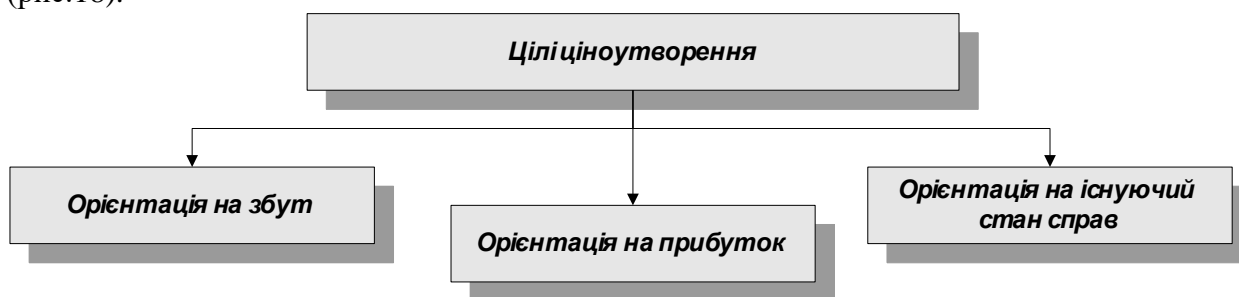 (рис.18).
Цілі ціноутворення
Орієнтація на збут
Орієнтація на прибуток
Орієнтація на існуючий
стан справ